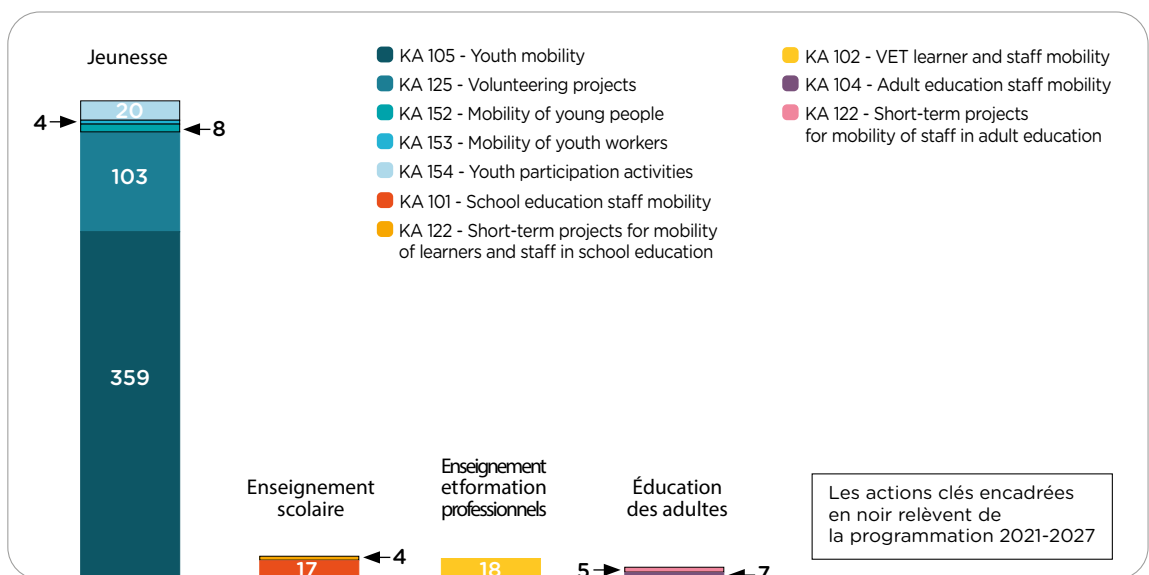 Jeunesse
20
4
8
103
359
KA 105 - Youth mobility
KA 125 - Volunteering projects
KA 152 - Mobility of young people
KA 153 - Mobility of youth workers
KA 154 - Youth participation activities
KA 101 - School education staff mobility
KA 122 - Short-term projects for mobility
of learners and staff in school education
KA 102 - VET learner and staff mobility
KA 104 - Adult education staff mobility
KA 122 - Short-term projects
for mobility of staff in adult education
Enseignement
scolaire
4
17
Enseignement
etformation
professionnels
18
Éducation
des adultes
5
7
Les actions clés encadrées
en noir relèvent de
la programmation 2021-2027